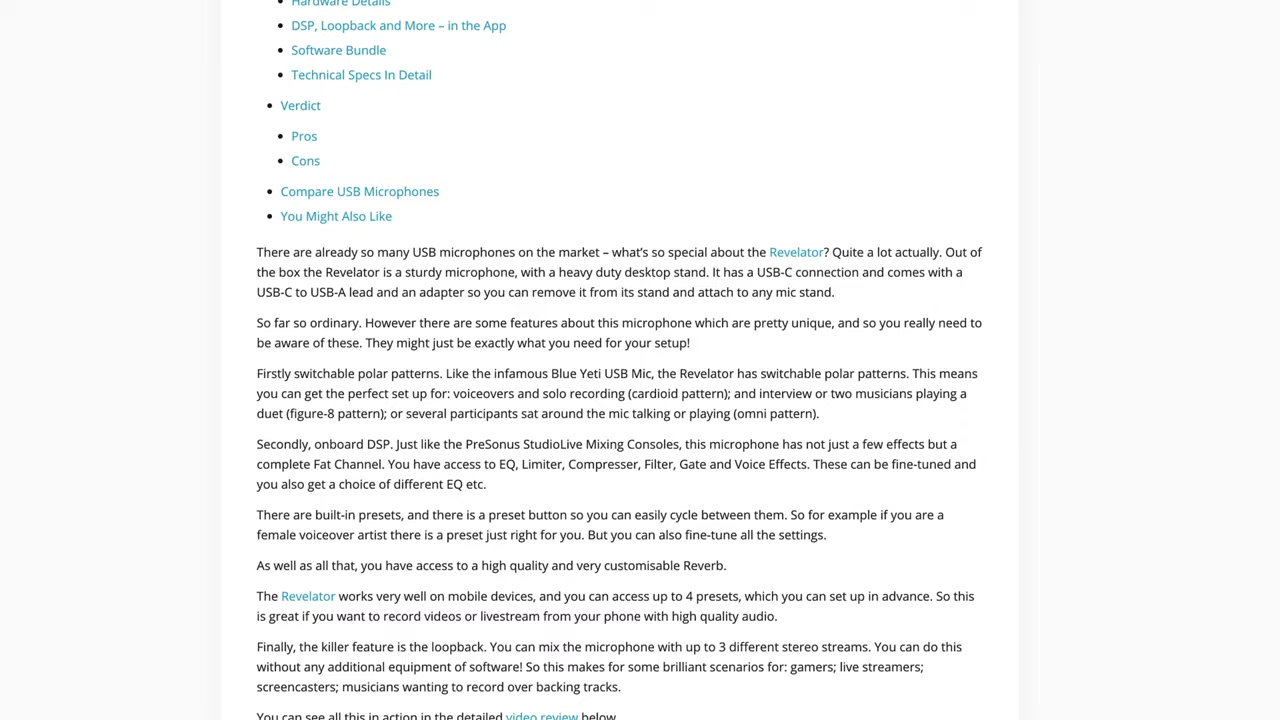 Hardware Details
DSP, Loopback and More – in the App
Software Bundle
Technical Specs In Detail
Verdict
Pros
Cons
Compare USB Microphones
You Might Also Like
There are already so many USB microphones on the market – what's so special about the Revelator? Quite a lot actually. Out of
the box the Revelator is a sturdy microphone, with a heavy duty desktop stand. It has a USB-C connection and comes with a
USB-C to USB-A lead and an adapter so you can remove it from its stand and attach to any mic stand.
So far so ordinary. However there are some features about this microphone which are pretty unique, and so you really need to
be aware of these. They might just be exactly what you need for your setup!
Firstly switchable polar patterns. Like the infamous Blue Yeti USB Mic, the Revelator has switchable polar patterns. This means
you can get the perfect set up for: voiceovers and solo recording (cardioid pattern); and interview or two musicians playing a
duet (figure-8 pattern); or several participants sat around the mic talking or playing (omni pattern).
Secondly, onboard DSP. Just like the PreSonus StudioLive Mixing Consoles, this microphone has not just a few effects but a
complete Fat Channel. You have access to EQ, Limiter, Compresser, Filter, Gate and Voice Effects. These can be fine-tuned and
you also get a choice of different EQ etc.
There are built-in presets, and there is a preset button so you can easily cycle between them. So for example if you are a
female voiceover artist there is a preset just right for you. But you can also fine-tune all the settings.
As well as all that, you have access to a high quality and very customisable Reverb.
The Revelator works very well on mobile devices, and you can access up to 4 presets, which you can set up in advance. So this
is great if you want to record videos or livestream from your phone with high quality audio.
Finally, the killer feature is the loopback. You can mix the microphone with up to 3 different stereo streams. You can do this
without any additional equipment of software! So this makes for some brilliant scenarios for: gamers; live streamers;
screencasters; musicians wanting to record over backing tracks.
You can see all this in action in the detailed video review below.